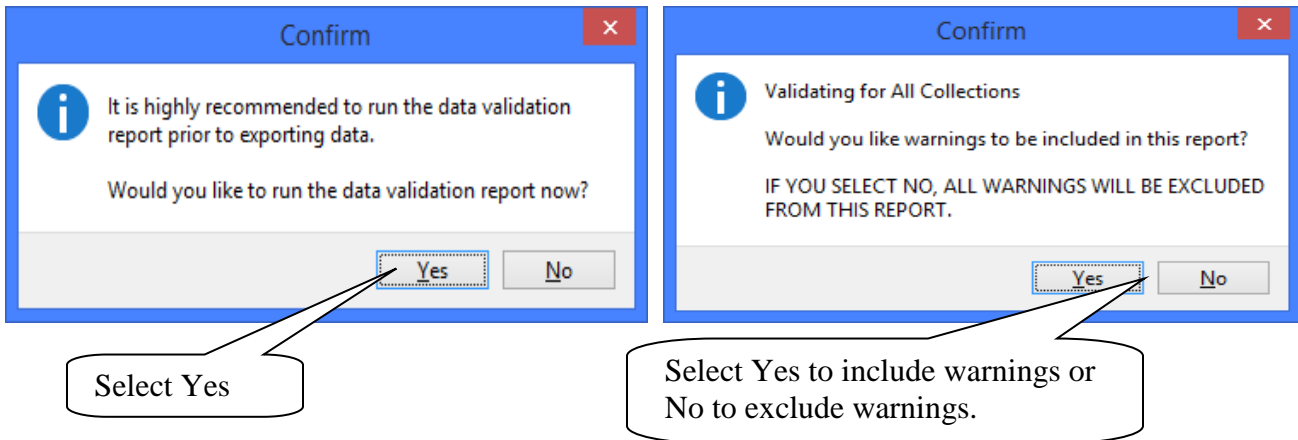 Confirm
It is highly recommended to run the data validation
report prior to exporting data.
Would you like to run the data validation report now?
Yes No
Select Yes
Confirm
Validating for All Collections
Would you like warnings to be included in this report?
IF YOU SELECT NO, ALL WARNINGS WILL BE EXCLUDED
FROM THIS REPORT.
Yes No
Select Yes to include warnings or
No to exclude warnings.